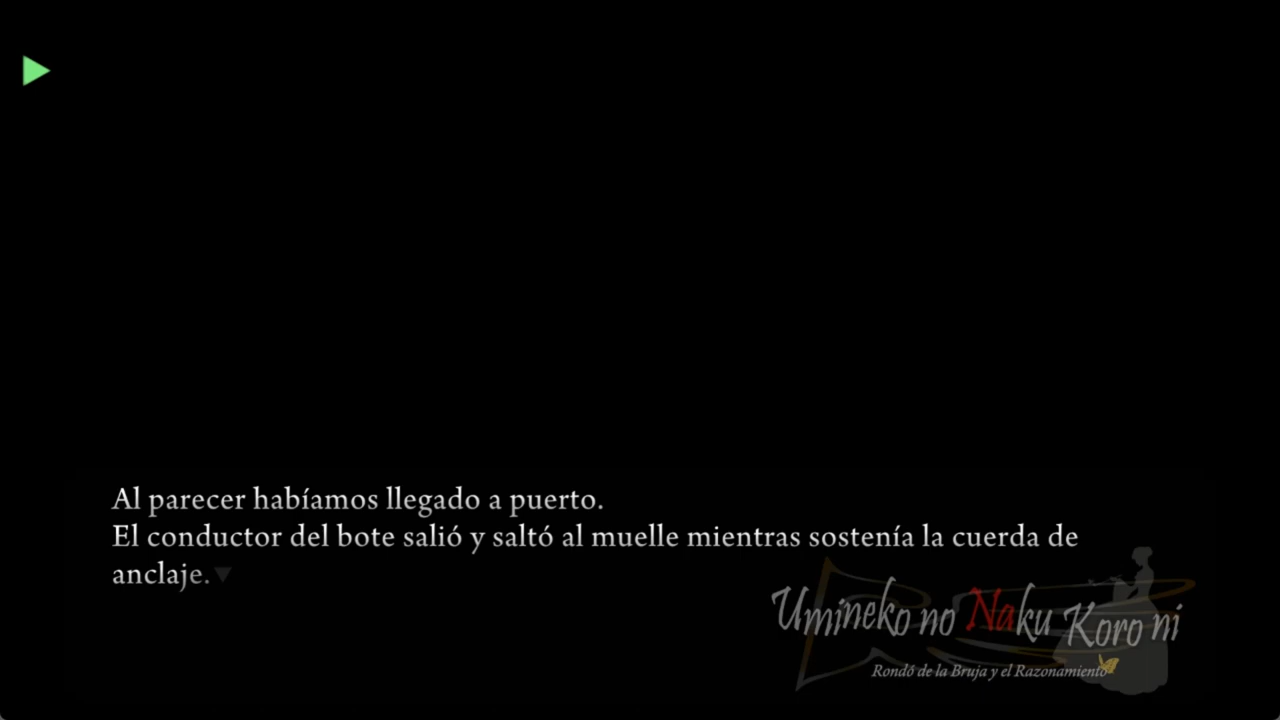 Al parecer habíamos llegado a puerto.
El conductor del bote salió y saltó al muelle mientras sostenía la cuerda de
anclaje.
Umineko no Naku Koro ni
Rondó de la Bruja y el Razonamiento